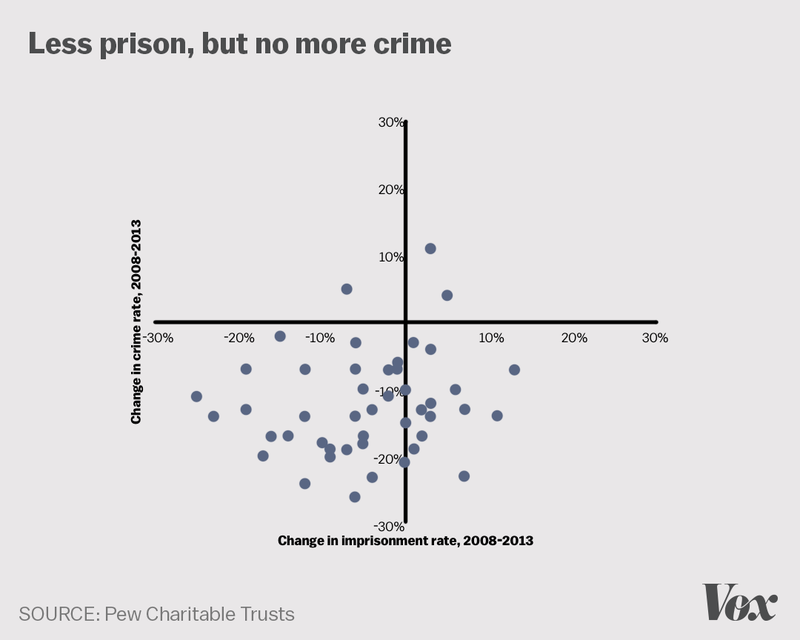 Less prison, but no more crime
30%
20%
10%
Change in crime rate, 2008-2013
-30%
-20%
-10%
10%
20%
30%
-10%
-20%
-30%
Change in imprisonment rate, 2008-2013
SOURCE: Pew Charitable Trusts
Vox